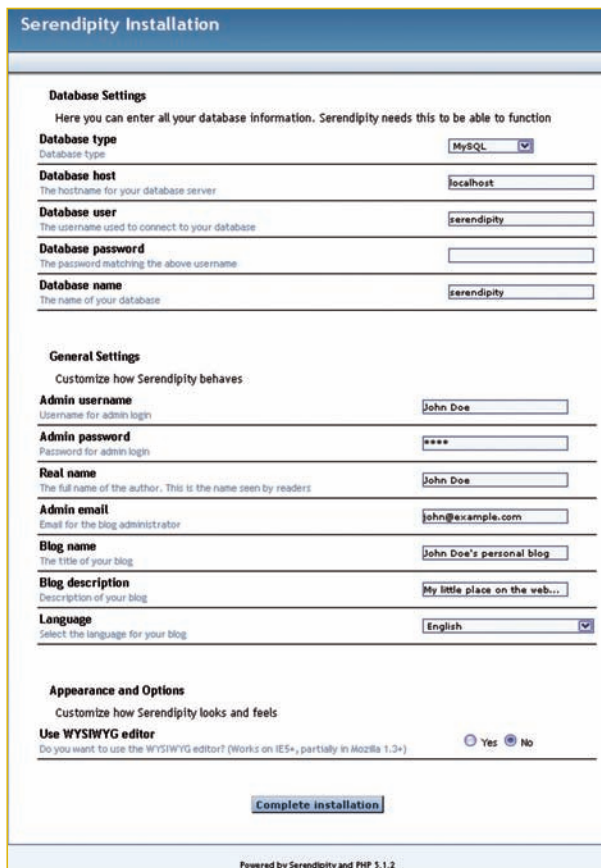 Serendipity Installation
Database Settings
Here you can enter all your database information. Serendipity needs this to be able to function
Database type
Database type
MySQL
Database host
The hostname for your database server
localhost
Database user
The username used to connect to your database
serendipity
Database password
The password matching the above username
Database name
The name of your database
serendipity
General Settings
Customize how Serendipity behaves
Admin username
Username for admin login
John Doe
Admin password
Password for admin login
****
Real name
The full name of the author. This is the name seen by readers
John Doe
Admin email
Email for the blog administrator
john@example.com
Blog name
The title of your blog
John Doe's personal blog
Blog description
Description of your blog
My little place on the web...
Language
Select the language for your blog
English
Appearance and Options
Customize how Serendipity looks and feels
Use WYSIWYG editor
Do you want to use the WYSIWYG editor? (Works on IE5+, partially in Mozilla 1.3+)
Yes No
Complete installation
Powered by Serendipity and PHP 5.1.2